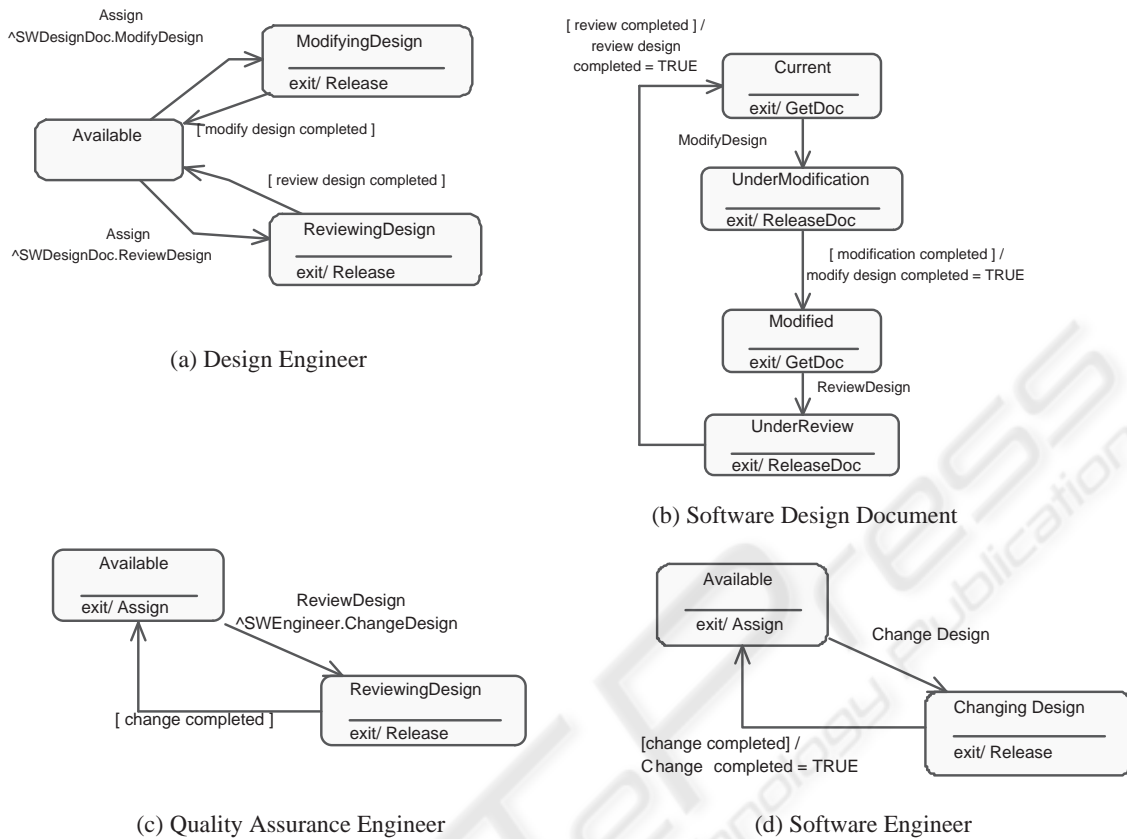 Assign
^SWDesignDoc.ModifyDesign
ModifyingDesign
exit/ Release
Available
[ modify design completed ]
[ review design completed ]
Assign
^SWDesignDoc.ReviewDesign
ReviewingDesign
exit/ Release
(a) Design Engineer
[ review completed ] /
review design
completed = TRUE
Current
exit/ GetDoc
ModifyDesign
UnderModification
exit/ ReleaseDoc
[ modification completed ] /
modify design completed = TRUE
Modified
exit/ GetDoc
ReviewDesign
UnderReview
exit/ ReleaseDoc
(b) Software Design Document
Available
exit/ Assign
ReviewDesign
^SWEngineer.ChangeDesign
ReviewingDesign
[ change completed ]
exit/ Release
(c) Quality Assurance Engineer
Available
exit/ Assign
Change Design
Changing Design
[change completed] /
Change completed = TRUE
exit/ Release
(d) Software Engineer